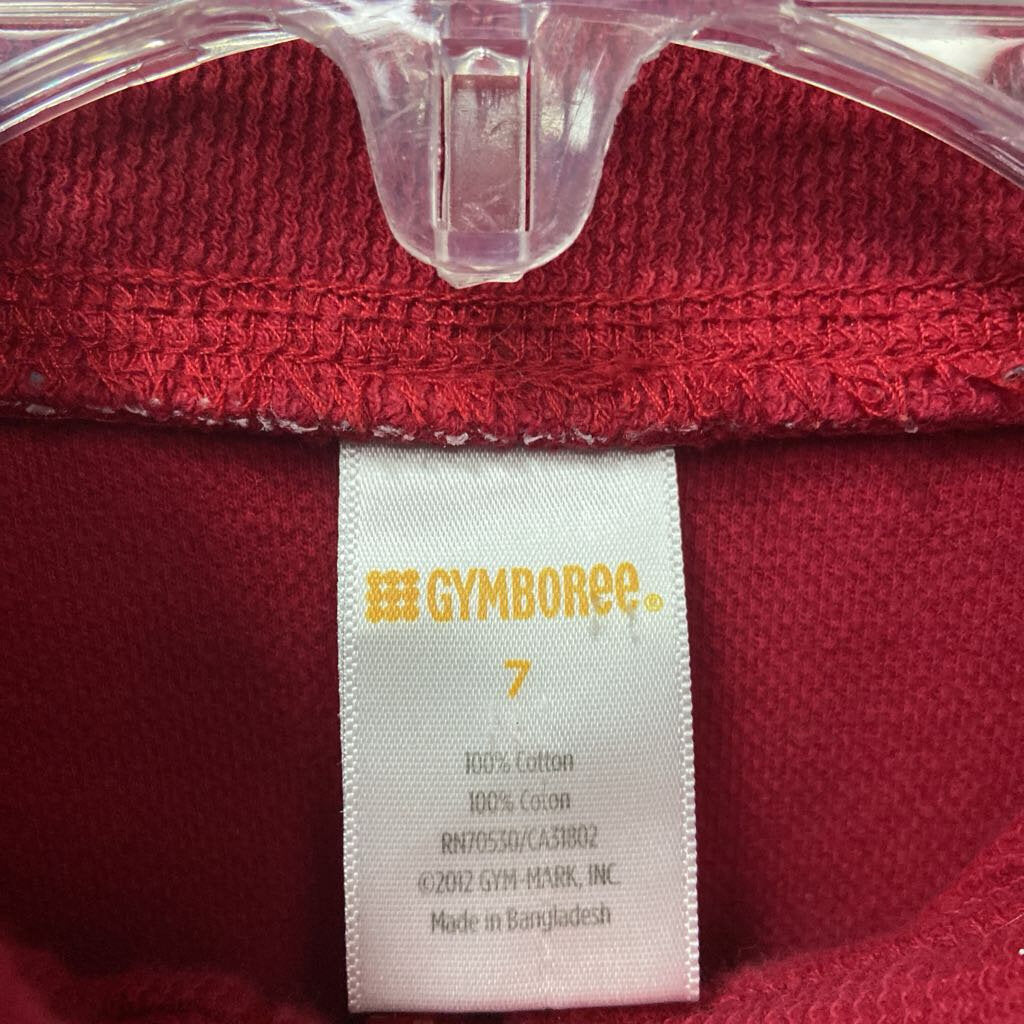 GYMBOREE®
7
100% Cotton
100% Coton
RN70530/CA31802
©2012 GYM-MARK, INC.
Made in Bangladesh